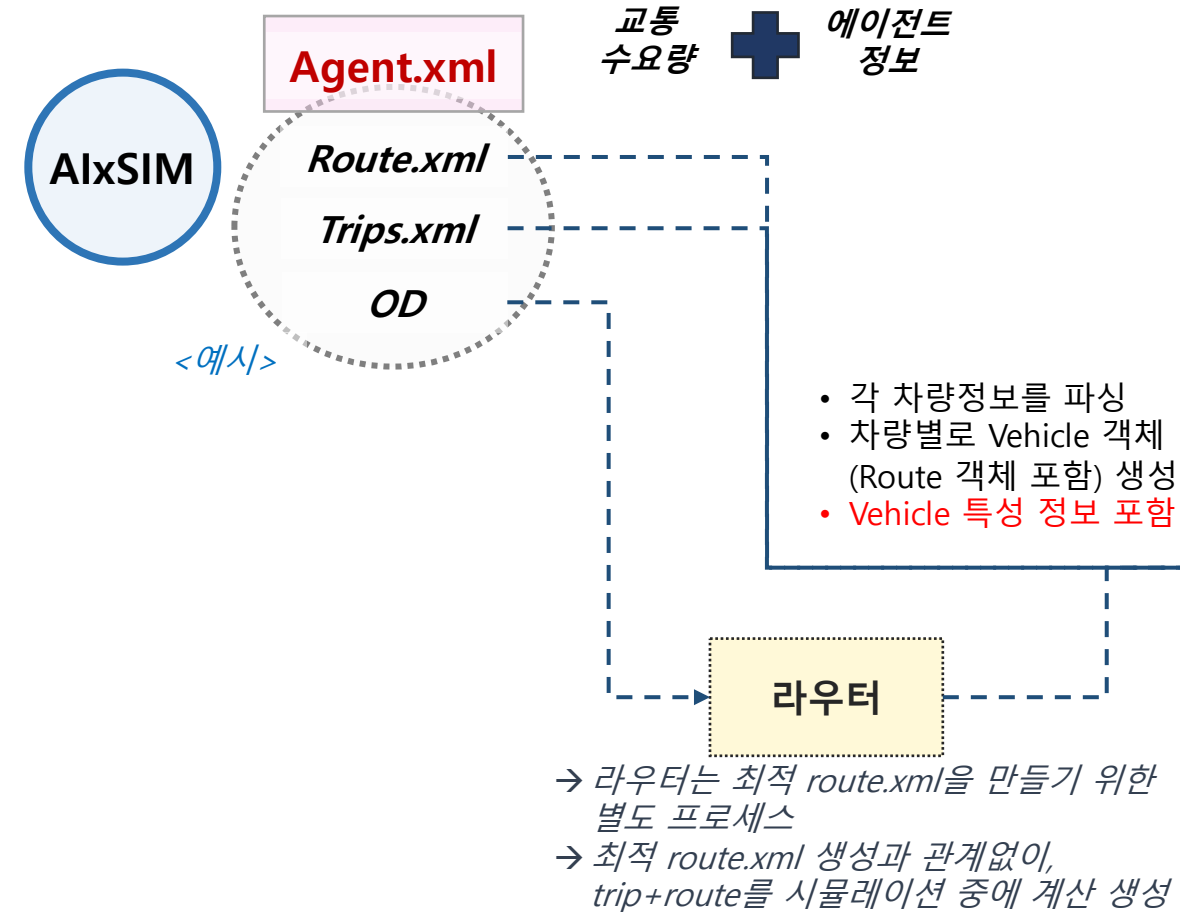 교통
수요량
에이전트
정보
Agent.xml
AIxSIM
Route.xml
Trips.xml
OD
<예시>
• 각 차량정보를 파싱
• 차량별로 Vehicle 객체
(Route 객체 포함) 생성
• Vehicle 특성 정보 포함
라우터
→ 라우터는 최적 route.xml을 만들기 위한
별도 프로세스
→ 최적 route.xml 생성과 관계없이,
trip+route를 시뮬레이션 중에 계산 생성